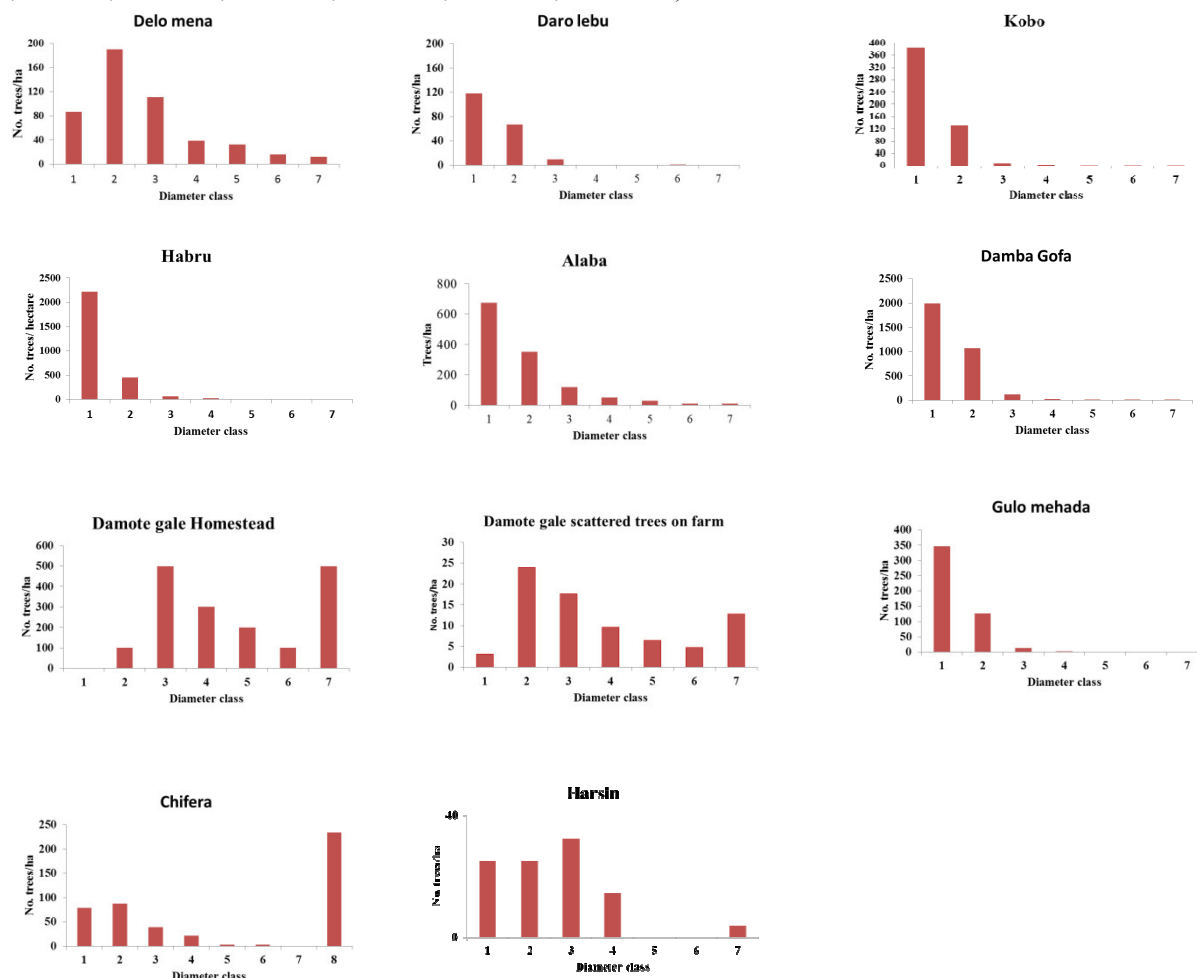 Delo mena
No. trees/ha
200
160
120
80
40
0
1 2 3 4 5 6 7
Diameter class
Daro lebu
No. trees/ha
200
160
120
80
40
0
1 2 3 4 5 6 7
Diameter class
Kobo
No. trees/ha
400
360
320
280
240
200
160
120
80
40
0
1 2 3 4 5 6 7
Diameter class
Habru
No. trees/ hectare
2500
2000
1500
1000
500
0
1 2 3 4 5 6 7
Diameter class
Alaba
Trees/ha
800
600
400
200
0
1 2 3 4 5 6 7
Diameter class
Damba Gofa
No. trees/ha
2500
2000
1500
1000
500
0
1 2 3 4 5 6 7
Diameter class
Damote gale Homestead
No. trees/ha
600
500
400
300
200
100
0
1 2 3 4 5 6 7
Diameter class
Damote gale scattered trees on farm
No. trees/ha
30
25
20
15
10
5
0
1 2 3 4 5 6 7
Diameter class
Gulo mehada
No. trees/ha
400
350
300
250
200
150
100
50
0
1 2 3 4 5 6 7
Diameter class
Chifera
No. trees/ha
250
200
150
100
50
0
1 2 3 4 5 6 7 8
Diameter class
Harsin
No. trees/ha
40
0
1 2 3 4 5 6 7
Diameter class